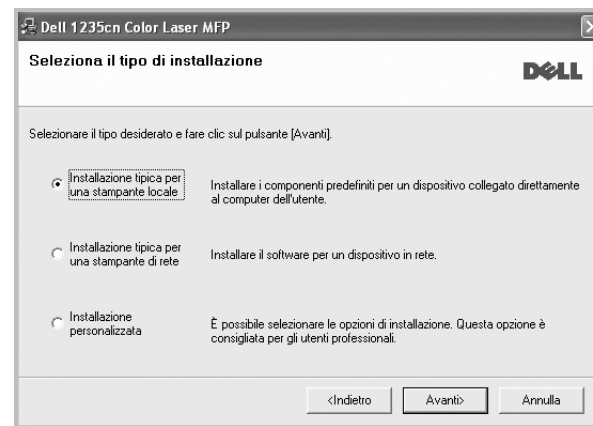 Dell 1235cn Color Laser MFP
Seleziona il tipo di installazione
DELL
Selezionare il tipo desiderato e fare clic sul pulsante [Avanti].
Installazione tipica per
una stampante locale
Installare i componenti predefiniti per un dispositivo collegato direttamente
al computer dell'utente.
Installazione tipica per
una stampante di rete
Installare il software per un dispositivo in rete.
Installazione
personalizzata
È possibile selezionare le opzioni di installazione. Questa opzione è
consigliata per gli utenti professionali.
<Indietro
Avanti>
Annulla